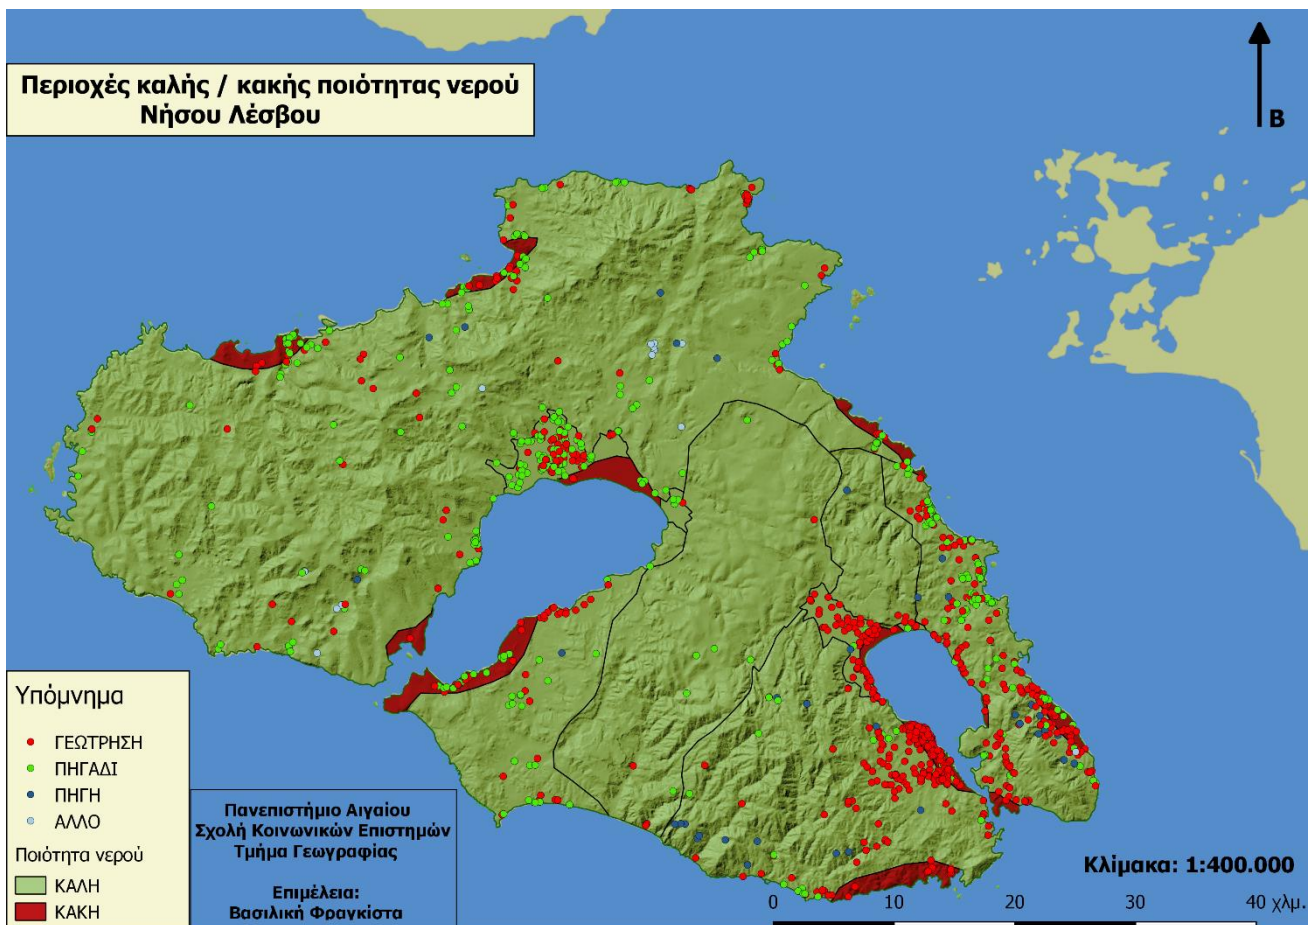 Περιοχές καλής / κακής ποιότητας νερού
Νήσου Λέσβου
Β
Υπόμνημα
ΓΕΩΤΡΗΣΗ
ΠΗΓΑΔΙ
ΠΗΓΗ
ΑΛΛΟ
Ποιότητα νερού
ΚΑΛΗ
ΚΑΚΗ
Πανεπιστήμιο Αιγαίου
Σχολή Κοινωνικών Επιστημών
Τμήμα Γεωγραφίας
Επιμέλεια:
Βασιλική Φραγκίστα
Κλίμακα: 1:400.000
0 10 20 30 40 χλμ.